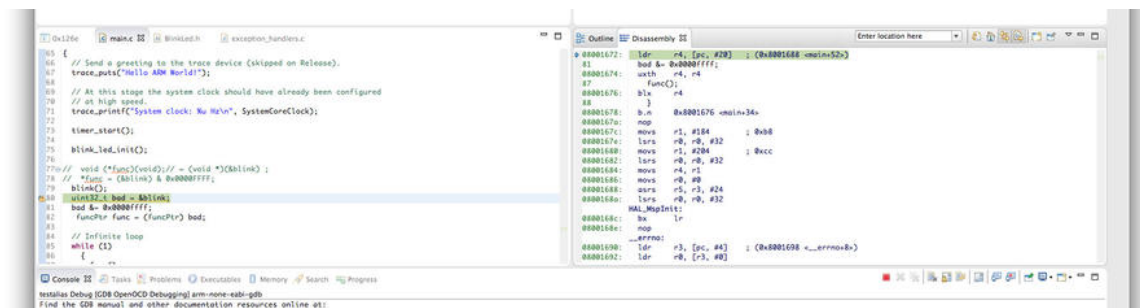 0x126e main.c BlinkLed.h exception_handlers.c
65 {
66 // Send a greeting to the trace device (skipped on Release).
67 trace_puts("Hello ARM World!");
68
69 // At this stage the system clock should have already been configured
70 // at high speed.
71 trace_printf("System clock: %u Hz\n", SystemCoreClock);
72
73 timer_start();
74
75 blink_led_init();
76
77 // void (*func)(void);// = (void *)(&blink) ;
78 // *func = (&blink) & 0x0000FFFF;
79 blink();
80 uint32_t bad = &blink;
81 bad &= 0x0000ffff;
82 funcPtr func = (funcPtr) bad;
83
84 // Infinite loop
85 while (1)
86 {
Outline Disassembly Enter location here
08001672: ldr r4, [pc, #20] ; (0x8001688 <main+52>)
81 bad &= 0x0000ffff;
08001674: uxth r4, r4
87 func();
08001676: blx r4
88 }
08001678: b.n 0x8001676 <main+34>
0800167a: nop
0800167c: movs r1, #184 ; 0xb8
0800167e: lsrs r0, r0, #32
08001680: movs r1, #204 ; 0xcc
08001682: lsrs r0, r0, #32
08001684: movs r4, r1
08001686: movs r0, #0
08001688: asrs r5, r3, #24
0800168a: lsrs r0, r0, #32
HAL_MspInit:
0800168c: bx lr
0800168e: nop
__errno:
08001690: ldr r3, [pc, #4] ; (0x8001698 <__errno+8>)
08001692: ldr r0, [r3, #0]
Console Tasks Problems Executables Memory Search Progress
testalias Debug [GDB OpenOCD Debugging] arm-none-eabi-gdb
Find the GDB manual and other documentation resources online at: